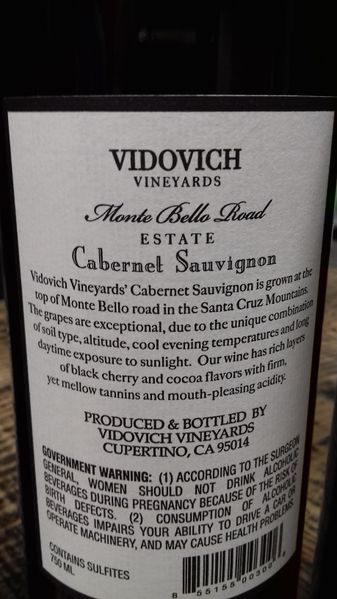 VIDOVICH
VINEYARDS
Monte Bello Road
ESTATE
Cabernet Sauvignon
Vidovich Vineyards' Cabernet Sauvignon is grown at the
top of Monte Bello road in the Santa Cruz Mountains.
The grapes are exceptional, due to the unique combination
of soil type, altitude, cool evening temperatures and long
daytime exposure to sunlight. Our wine has rich layers
of black cherry and cocoa flavors with firm,
yet mellow tannins and mouth-pleasing acidity.
PRODUCED & BOTTLED BY
VIDOVICH VINEYARDS
CUPERTINO, CA 95014
GOVERNMENT WARNING: (1) ACCORDING TO THE SURGEON
GENERAL, WOMEN SHOULD NOT DRINK ALCOHOLIC
BEVERAGES DURING PREGNANCY BECAUSE OF THE RISK OF
BIRTH DEFECTS. (2) CONSUMPTION OF ALCOHOLIC
BEVERAGES IMPAIRS YOUR ABILITY TO DRIVE A CAR OR
OPERATE MACHINERY, AND MAY CAUSE HEALTH PROBLEMS
CONTAINS SULFITES
750 ML
8 55155 00300